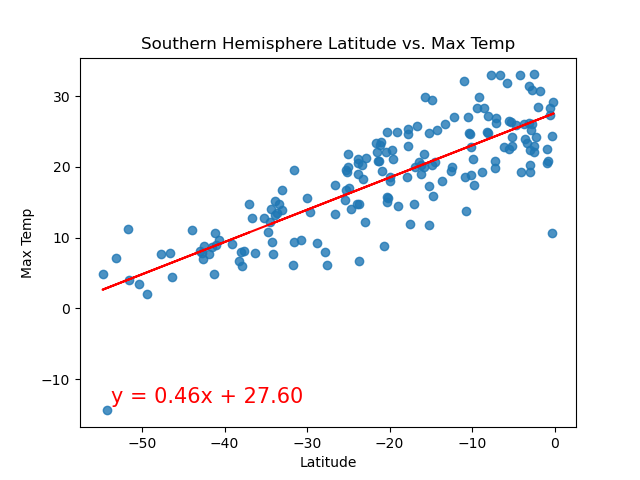 Southern Hemisphere Latitude vs. Max Temp
Max Temp
30
20
10
0
−10
y = 0.46x + 27.60
−50
−40
−30
−20
−10
0
Latitude